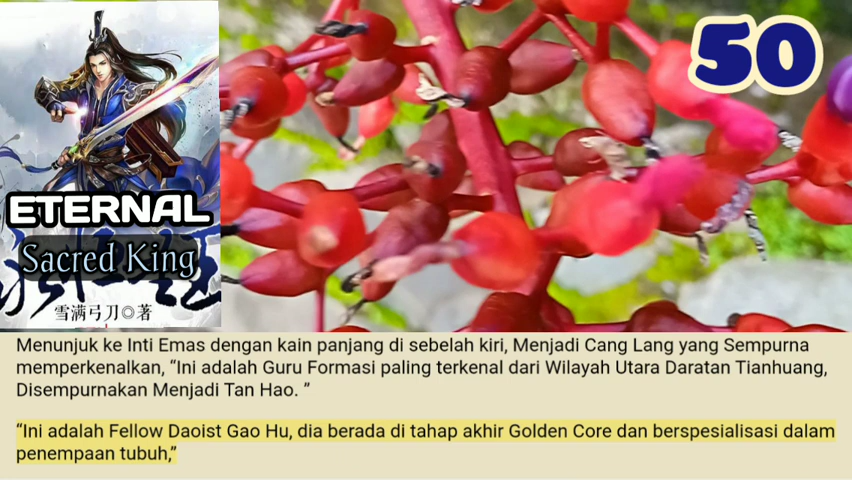 50
ETERNAL
Sacred King
雪满弓刀◎著
Menunjuk ke Inti Emas dengan kain panjang di sebelah kiri, Menjadi Cang Lang yang Sempurna
memperkenalkan, “Ini adalah Guru Formasi paling terkenal dari Wilayah Utara Daratan Tianhuang,
Disempurnakan Menjadi Tan Hao. ”
“Ini adalah Fellow Daoist Gao Hu, dia berada di tahap akhir Golden Core dan berspesialisasi dalam
penempaan tubuh,”